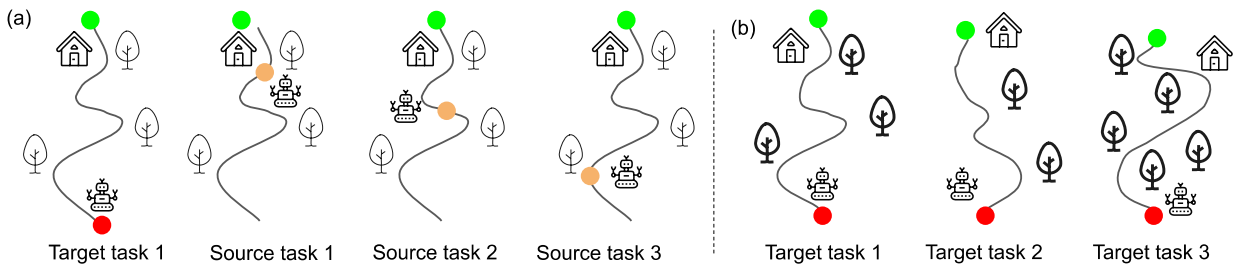 (a)
(b)
Target task 1
Source task 1
Source task 2
Source task 3
Target task 1
Target task 2
Target task 3